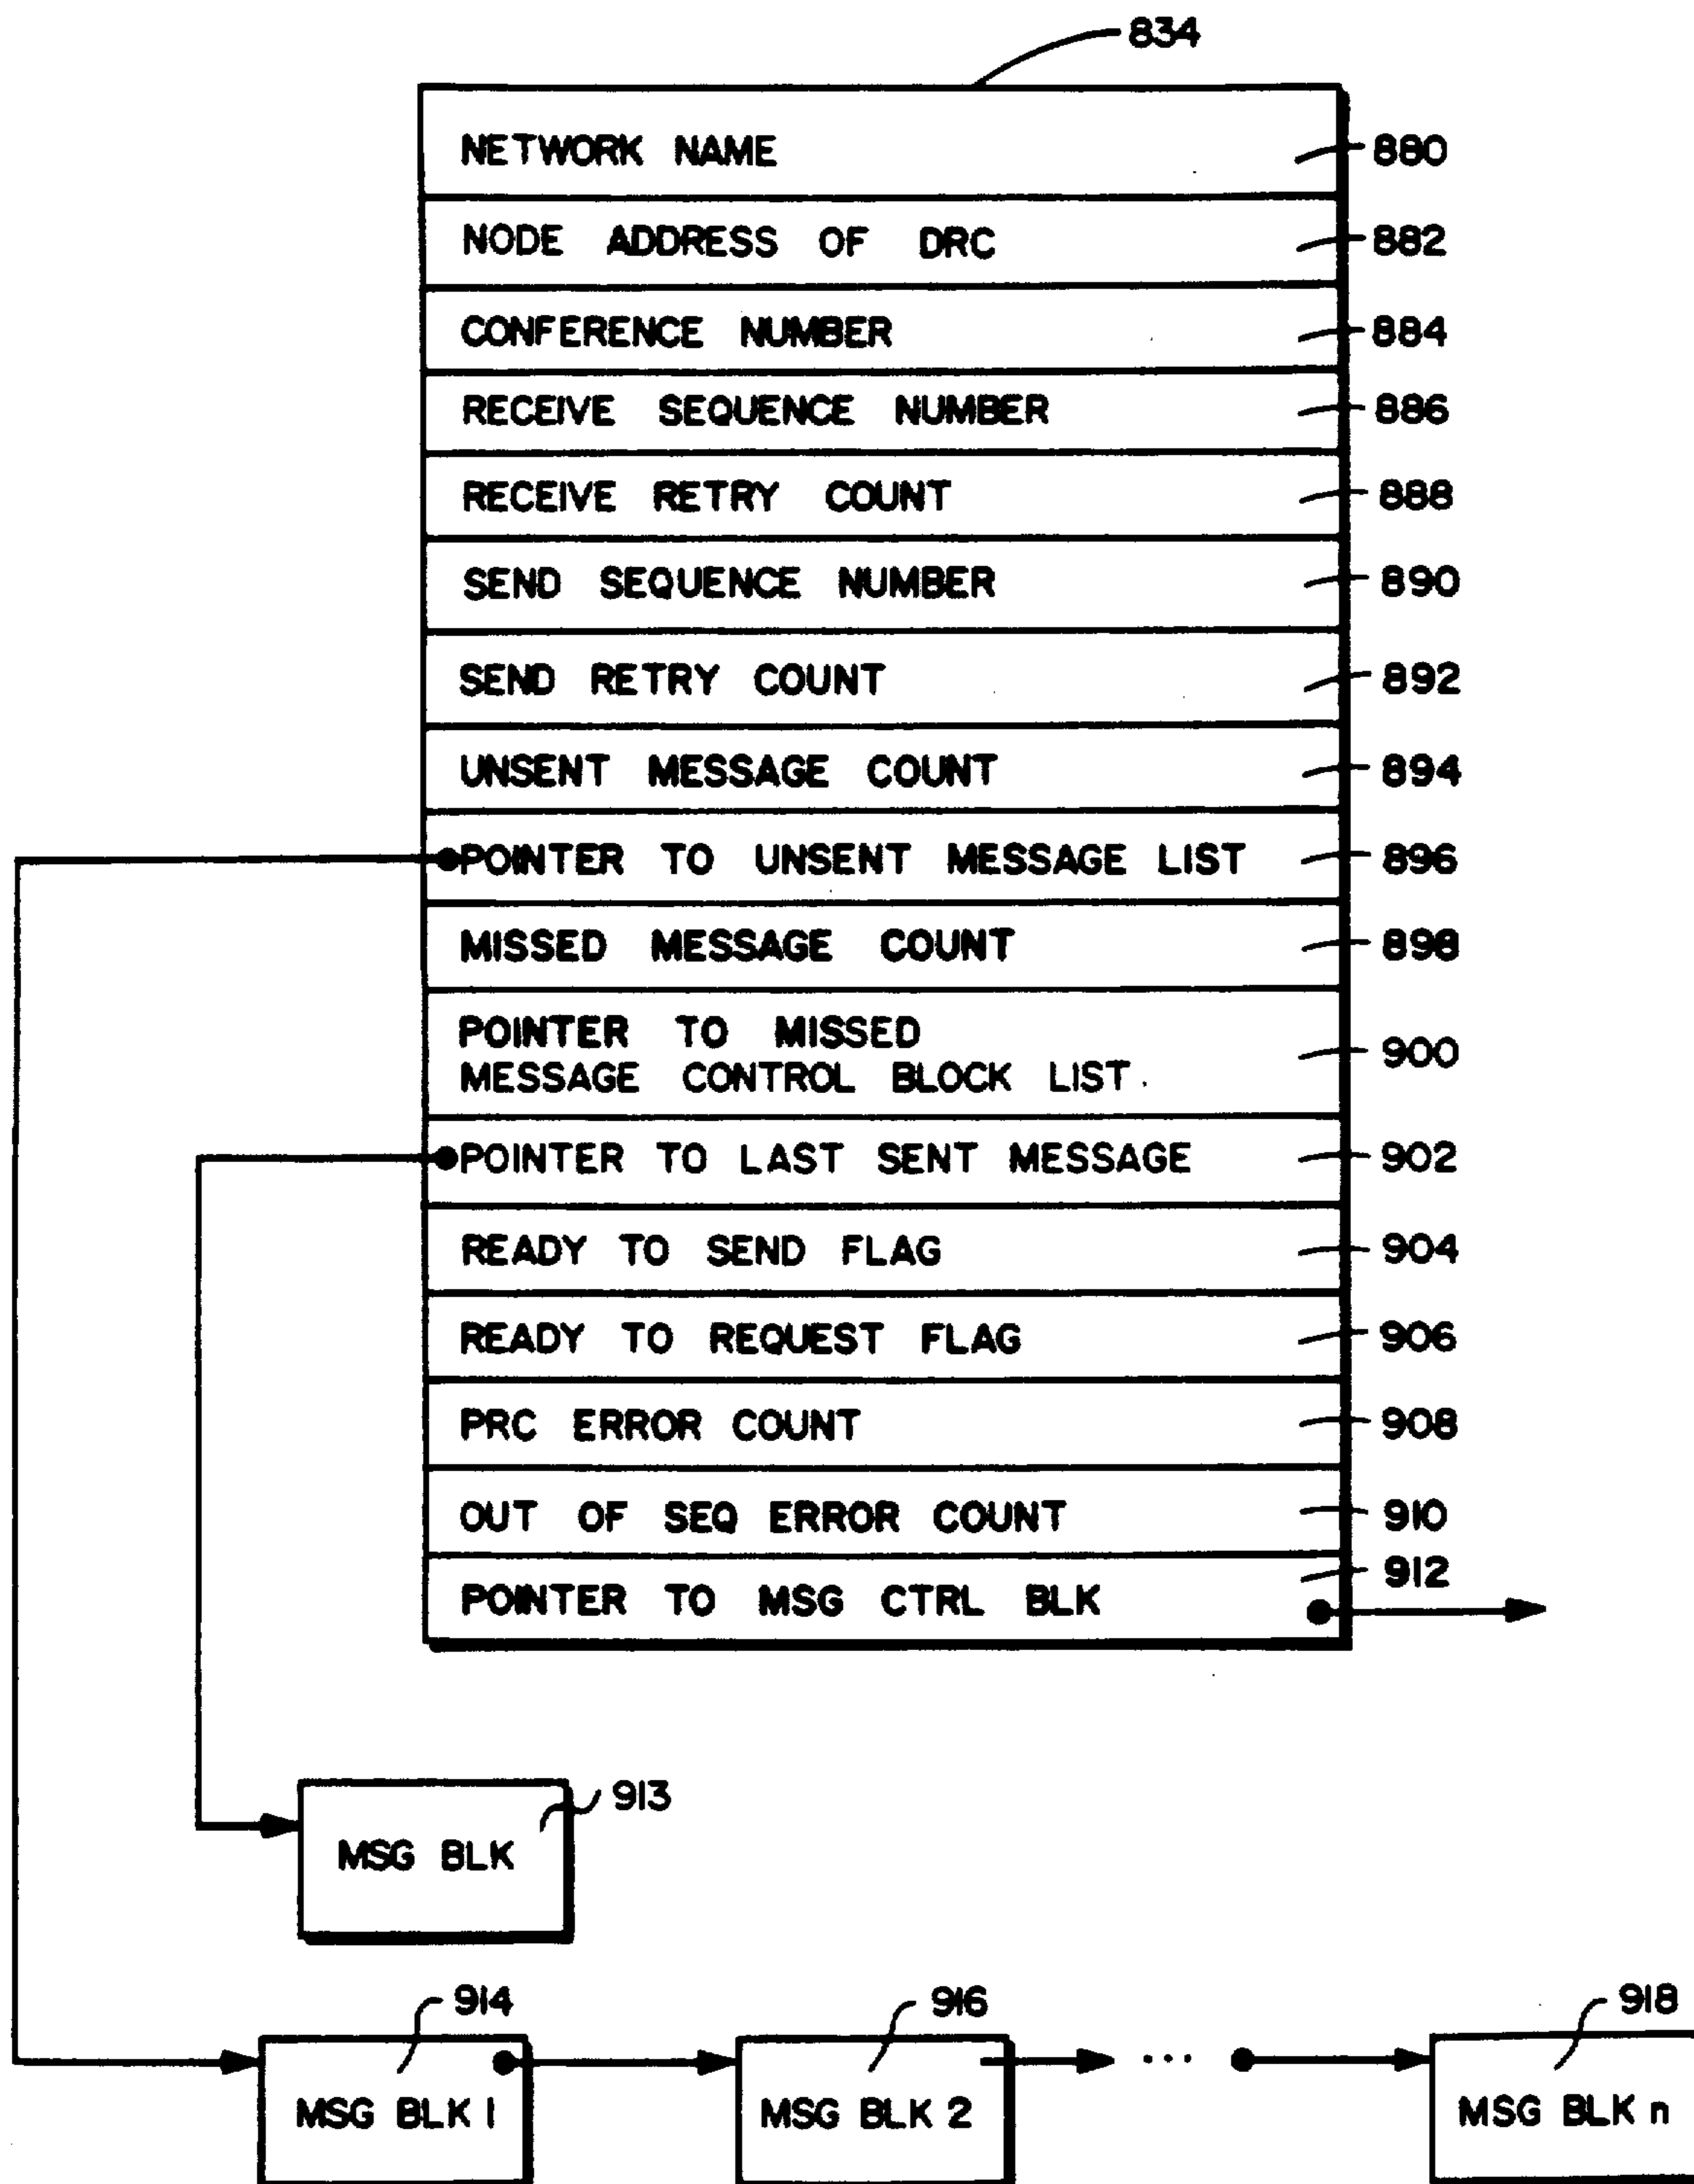 834
NETWORK NAME 880
NODE ADDRESS OF DRC 882
CONFERENCE NUMBER 884
RECEIVE SEQUENCE NUMBER 886
RECEIVE RETRY COUNT 888
SEND SEQUENCE NUMBER 890
SEND RETRY COUNT 892
UNSENT MESSAGE COUNT 894
POINTER TO UNSENT MESSAGE LIST 896
MISSED MESSAGE COUNT 898
POINTER TO MISSED
MESSAGE CONTROL BLOCK LIST. 900
POINTER TO LAST SENT MESSAGE 902
READY TO SEND FLAG 904
READY TO REQUEST FLAG 906
PRC ERROR COUNT 908
OUT OF SEQ ERROR COUNT 910
POINTER TO MSG CTRL BLK 912
913
MSG BLK
914 916 918
MSG BLK 1 MSG BLK 2 ... MSG BLK n